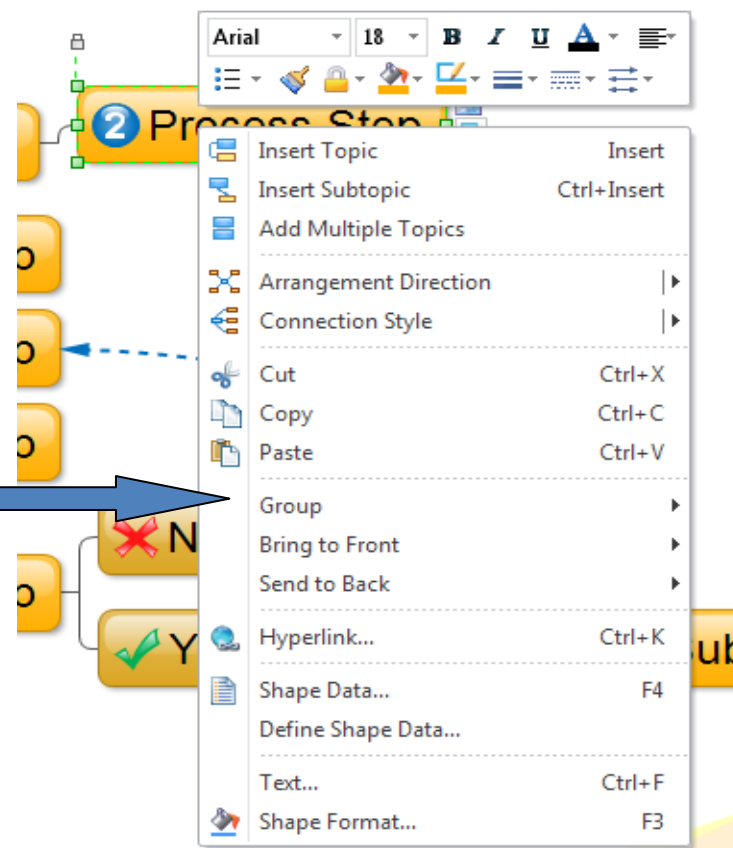 Arial 18 B I U A
2 Process Step
Insert Topic Insert
Insert Subtopic Ctrl+Insert
Add Multiple Topics
Arrangement Direction
Connection Style
Cut Ctrl+X
Copy Ctrl+C
Paste Ctrl+V
Group
Bring to Front
Send to Back
Hyperlink... Ctrl+K
Shape Data... F4
Define Shape Data...
Text... Ctrl+F
Shape Format... F3